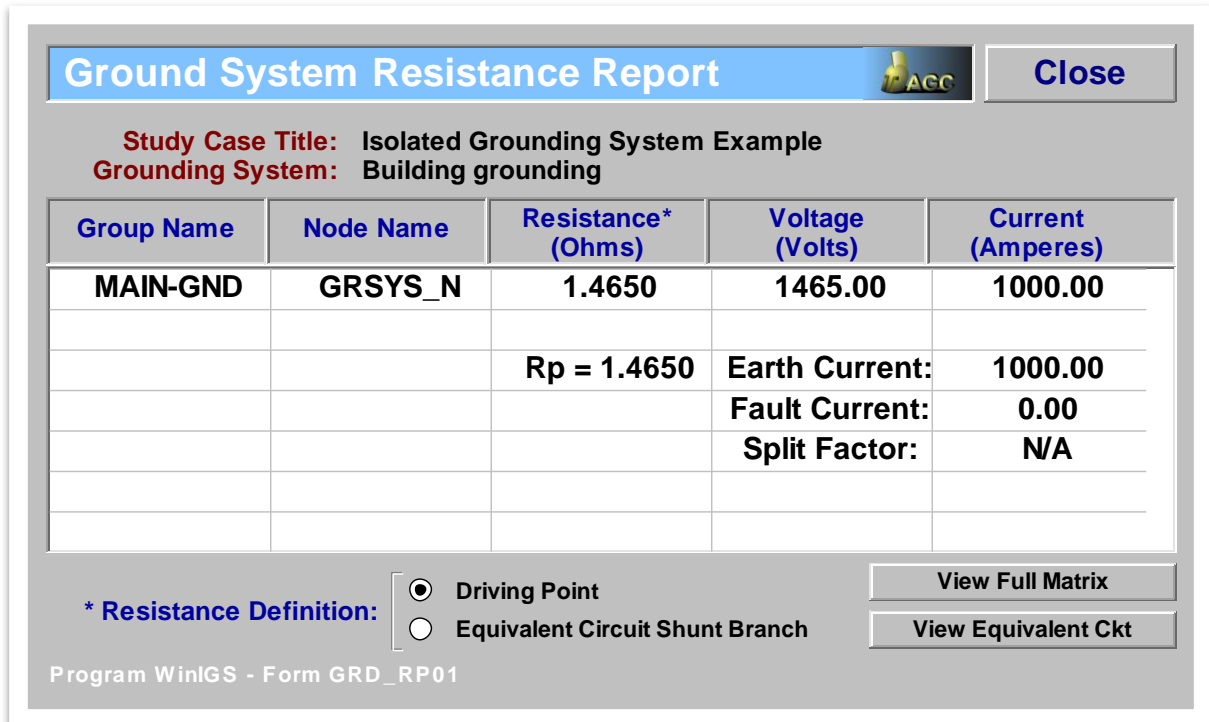 Ground System Resistance Report
AGC
Close
Study Case Title: Isolated Grounding System Example
Grounding System: Building grounding
Group Name Node Name Resistance* (Ohms) Voltage (Volts) Current (Amperes)
MAIN-GND GRSYS_N 1.4650 1465.00 1000.00
Rp = 1.4650 Earth Current: 1000.00
Fault Current: 0.00
Split Factor: N/A
* Resistance Definition:
Driving Point
Equivalent Circuit Shunt Branch
View Full Matrix
View Equivalent Ckt
Program WinIGS - Form GRD_RP01